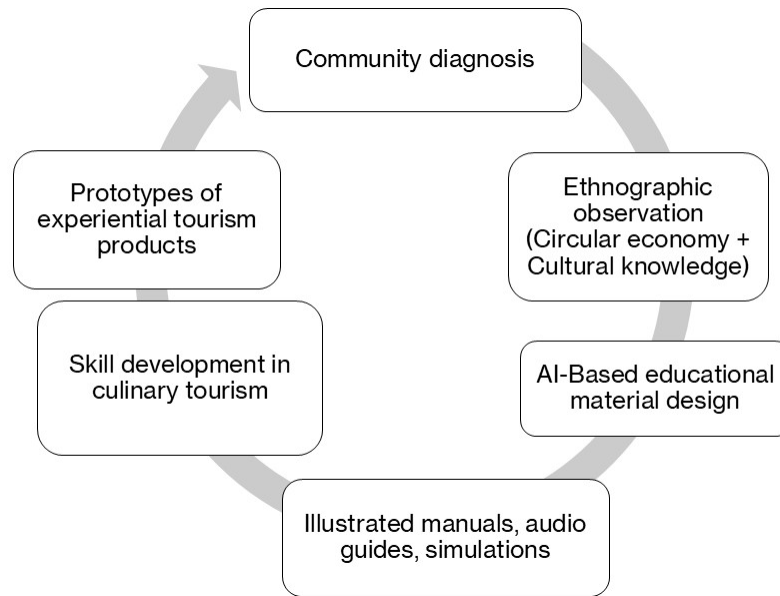 Community diagnosis
Ethnographic
observation
(Circular economy +
Cultural knowledge)
AI-Based educational
material design
Illustrated manuals, audio
guides, simulations
Skill development in
culinary tourism
Prototypes of
experiential tourism
products